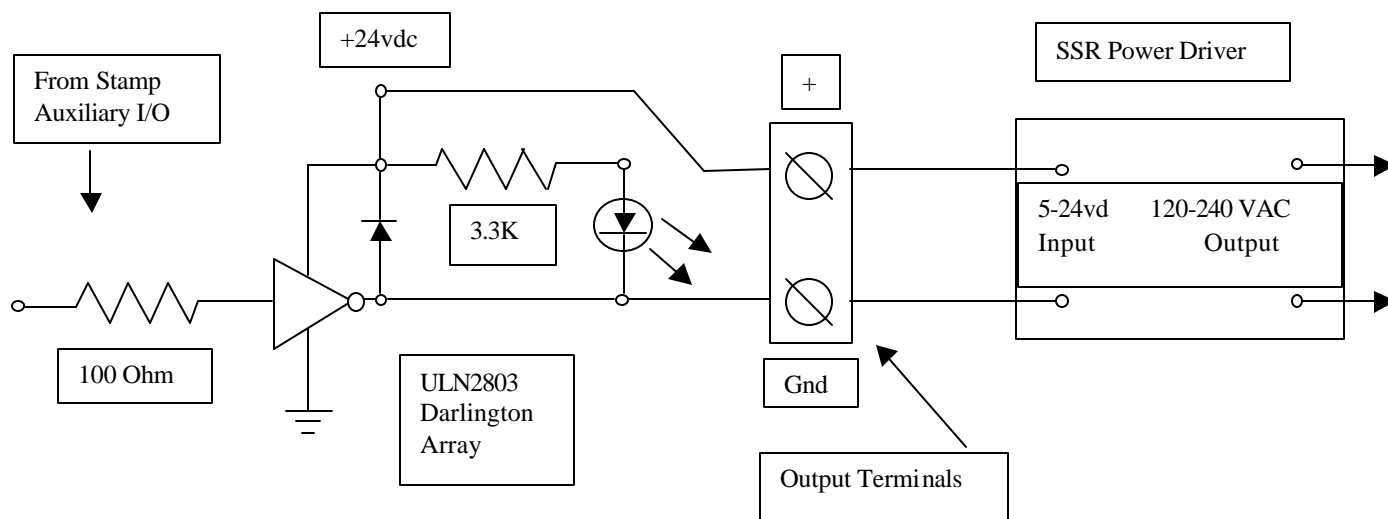 +24vdc
SSR Power Driver
From Stamp
Auxiliary I/O
+
3.3K
5-24vd 120-240 VAC
Input Output
100 Ohm
ULN2803
Darlington
Array
Gnd
Output Terminals